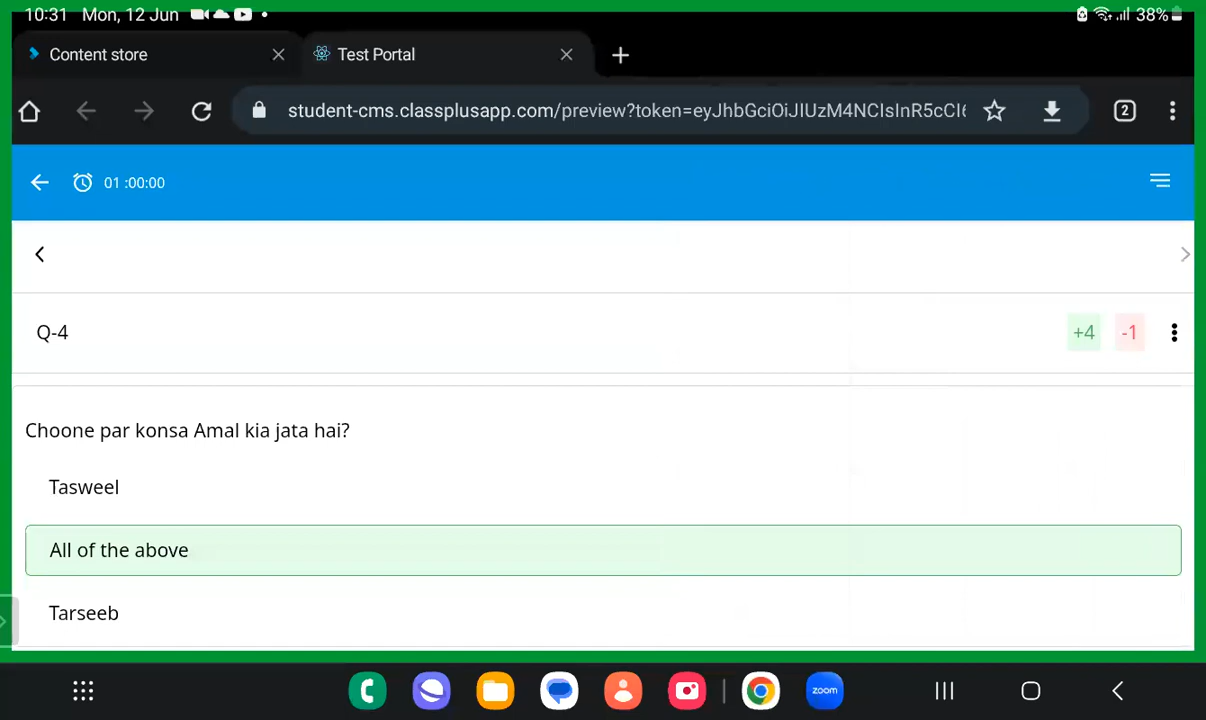 10:31 Mon, 12 Jun 38%
Content store Test Portal
student-cms.classplusapp.com/preview?token=eyJhbGciOiJIUzM4NCIsInR5cCI6 2
01 :00:00
Q-4 +4 -1
Choone par konsa Amal kia jata hai?
Tasweel
All of the above
Tarseeb
zoom